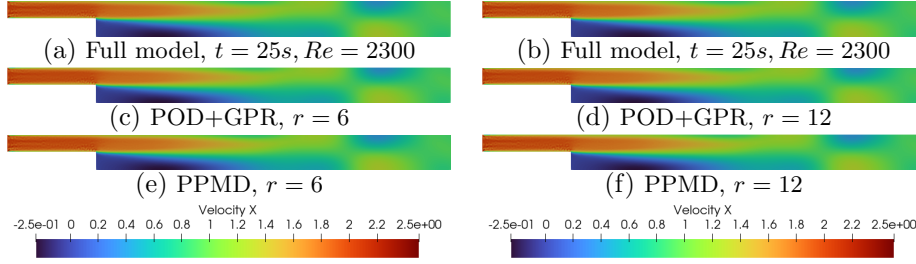 (a) Full model, t = 25s, Re = 2300
(b) Full model, t = 25s, Re = 2300
(c) POD+GPR, r = 6
(d) POD+GPR, r = 12
(e) PPMD, r = 6
(f) PPMD, r = 12
Velocity X
-2.5e-01 0 0.2 0.4 0.6 0.8 1 1.2 1.4 1.6 1.8 2 2.2 2.5e+00
Velocity X
-2.5e-01 0 0.2 0.4 0.6 0.8 1 1.2 1.4 1.6 1.8 2 2.2 2.5e+00